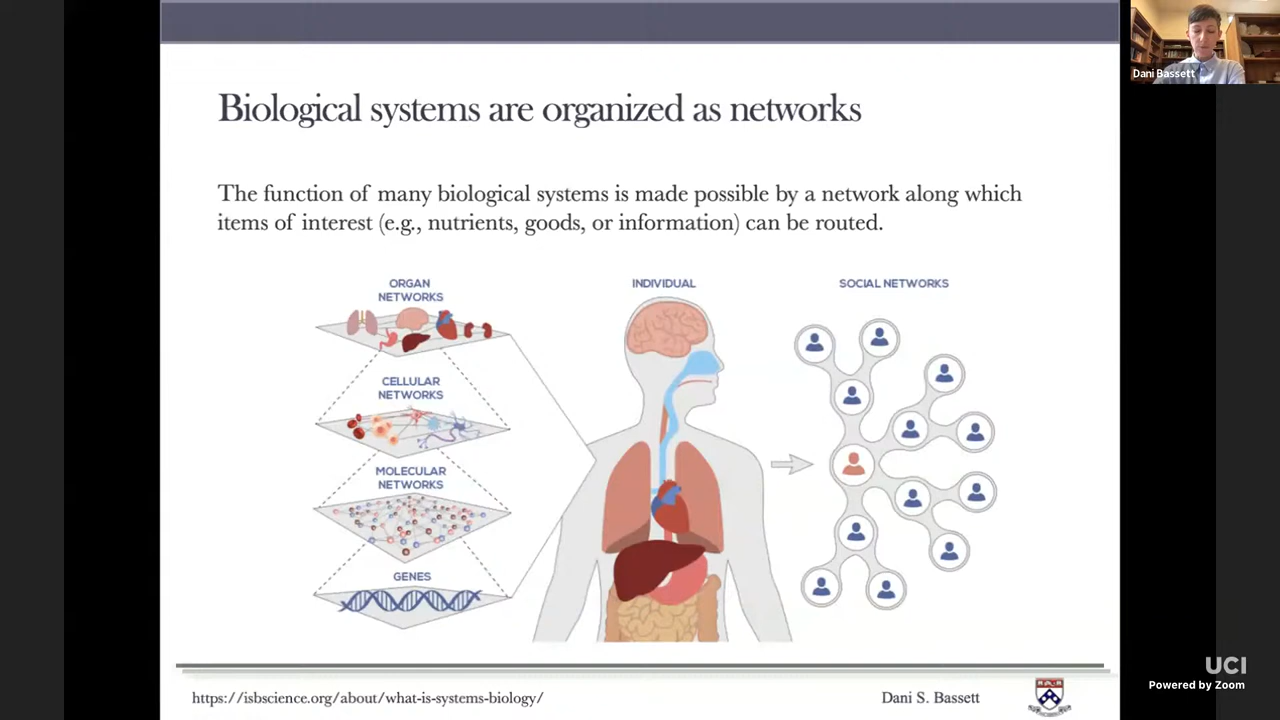 Biological systems are organized as networks
The function of many biological systems is made possible by a network along which
items of interest (e.g., nutrients, goods, or information) can be routed.
ORGAN
NETWORKS
CELLULAR
NETWORKS
MOLECULAR
NETWORKS
GENES
INDIVIDUAL
SOCIAL NETWORKS
https://isbscience.org/about/what-is-systems-biology/
Dani S. Bassett
Dani Bassett
UCI
Powered by Zoom